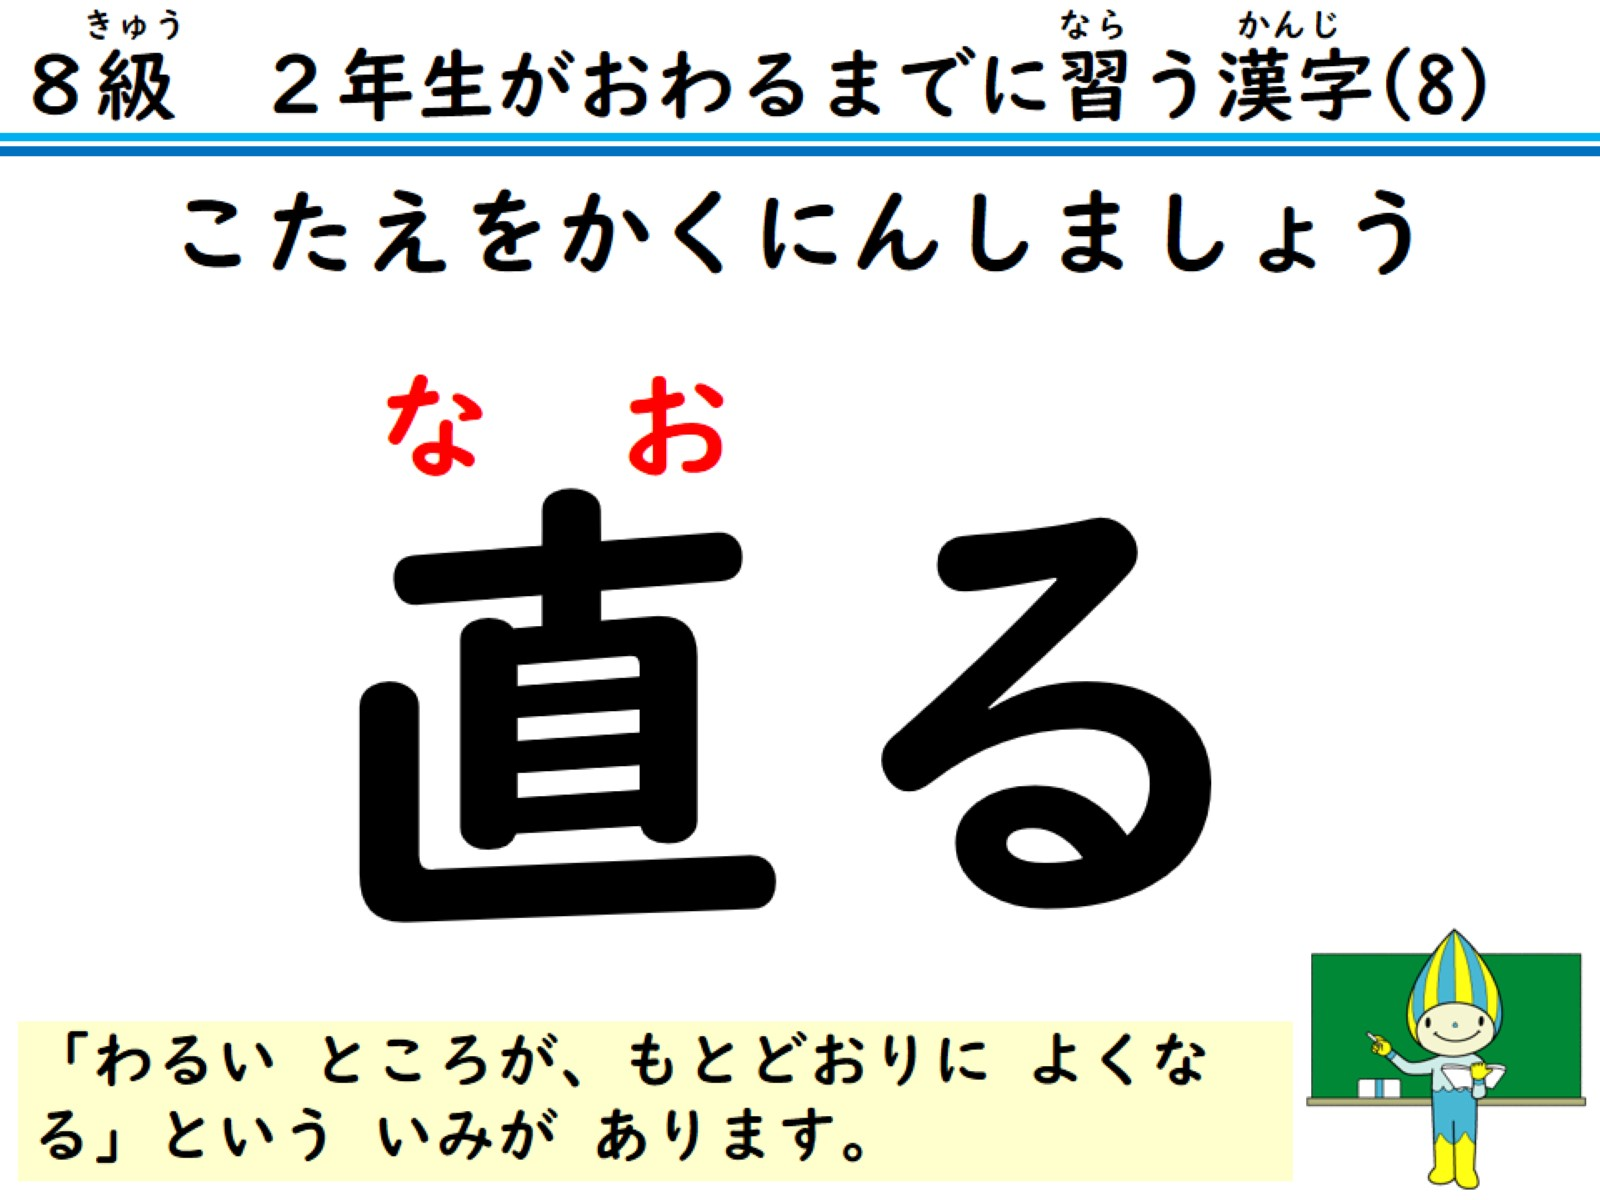 きゅう なら かんじ
８級　２年生がおわるまでに習う漢字(8)
こたえをかくにんしましょう
なお
直る
「わるい ところが、もとどおりに よくな
る」という いみが あります。